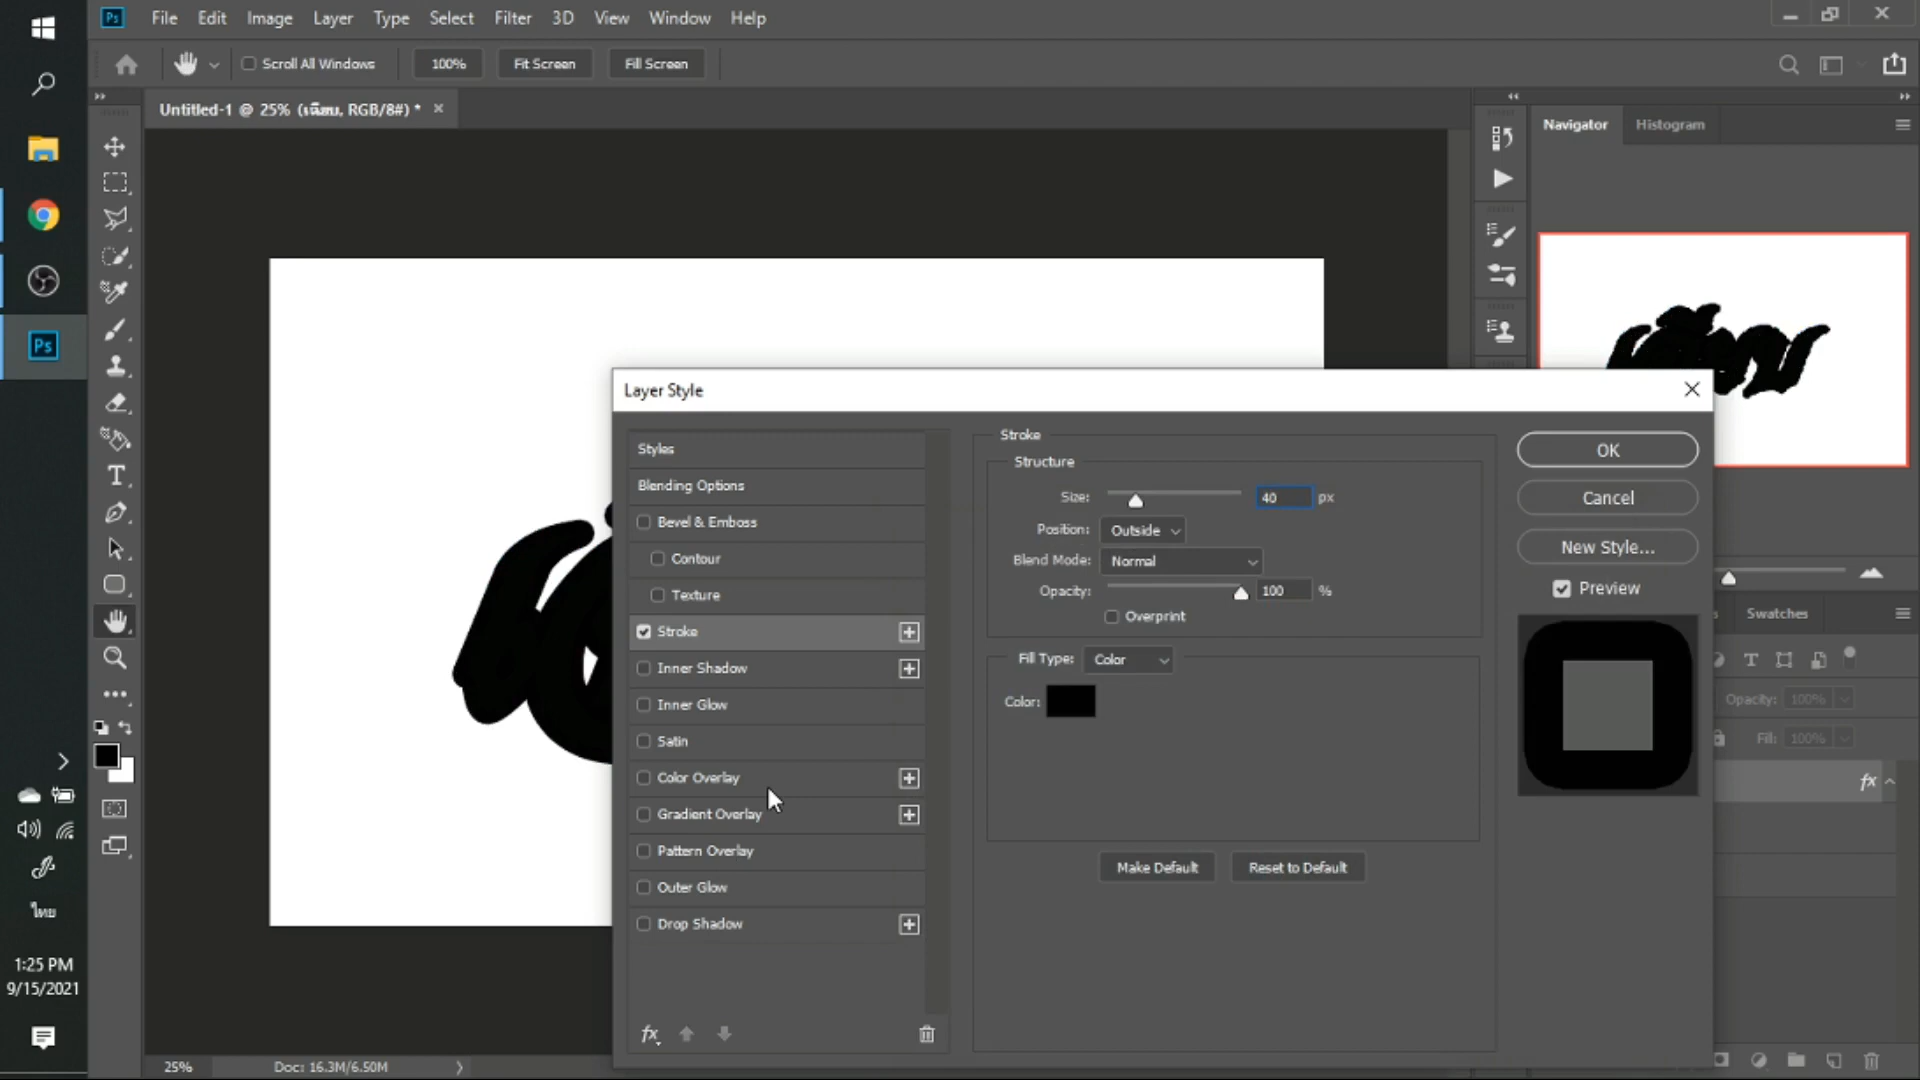 Ps File Edit Image Layer Type Select Filter 3D View Window Help
Scroll All Windows 100% Fit Screen Fill Screen
Untitled-1 @ 25% (เฉือน, RGB/8#) *
Navigator Histogram
Ps
Layer Style
Styles
Blending Options
Bevel & Emboss
Contour
Texture
Stroke
Inner Shadow
Inner Glow
Satin
Color Overlay
Gradient Overlay
Pattern Overlay
Outer Glow
Drop Shadow
fx
Stroke
Structure
Size: 40 px
Position: Outside
Blend Mode: Normal
Opacity: 100 %
Overprint
Fill Type: Color
Color:
Make Default Reset to Default
OK
Cancel
New Style...
Preview
Swatches
Opacity: 100%
Fill: 100%
fx
ไทย
1:25 PM
9/15/2021
25% Doc: 16.3M/6.50M